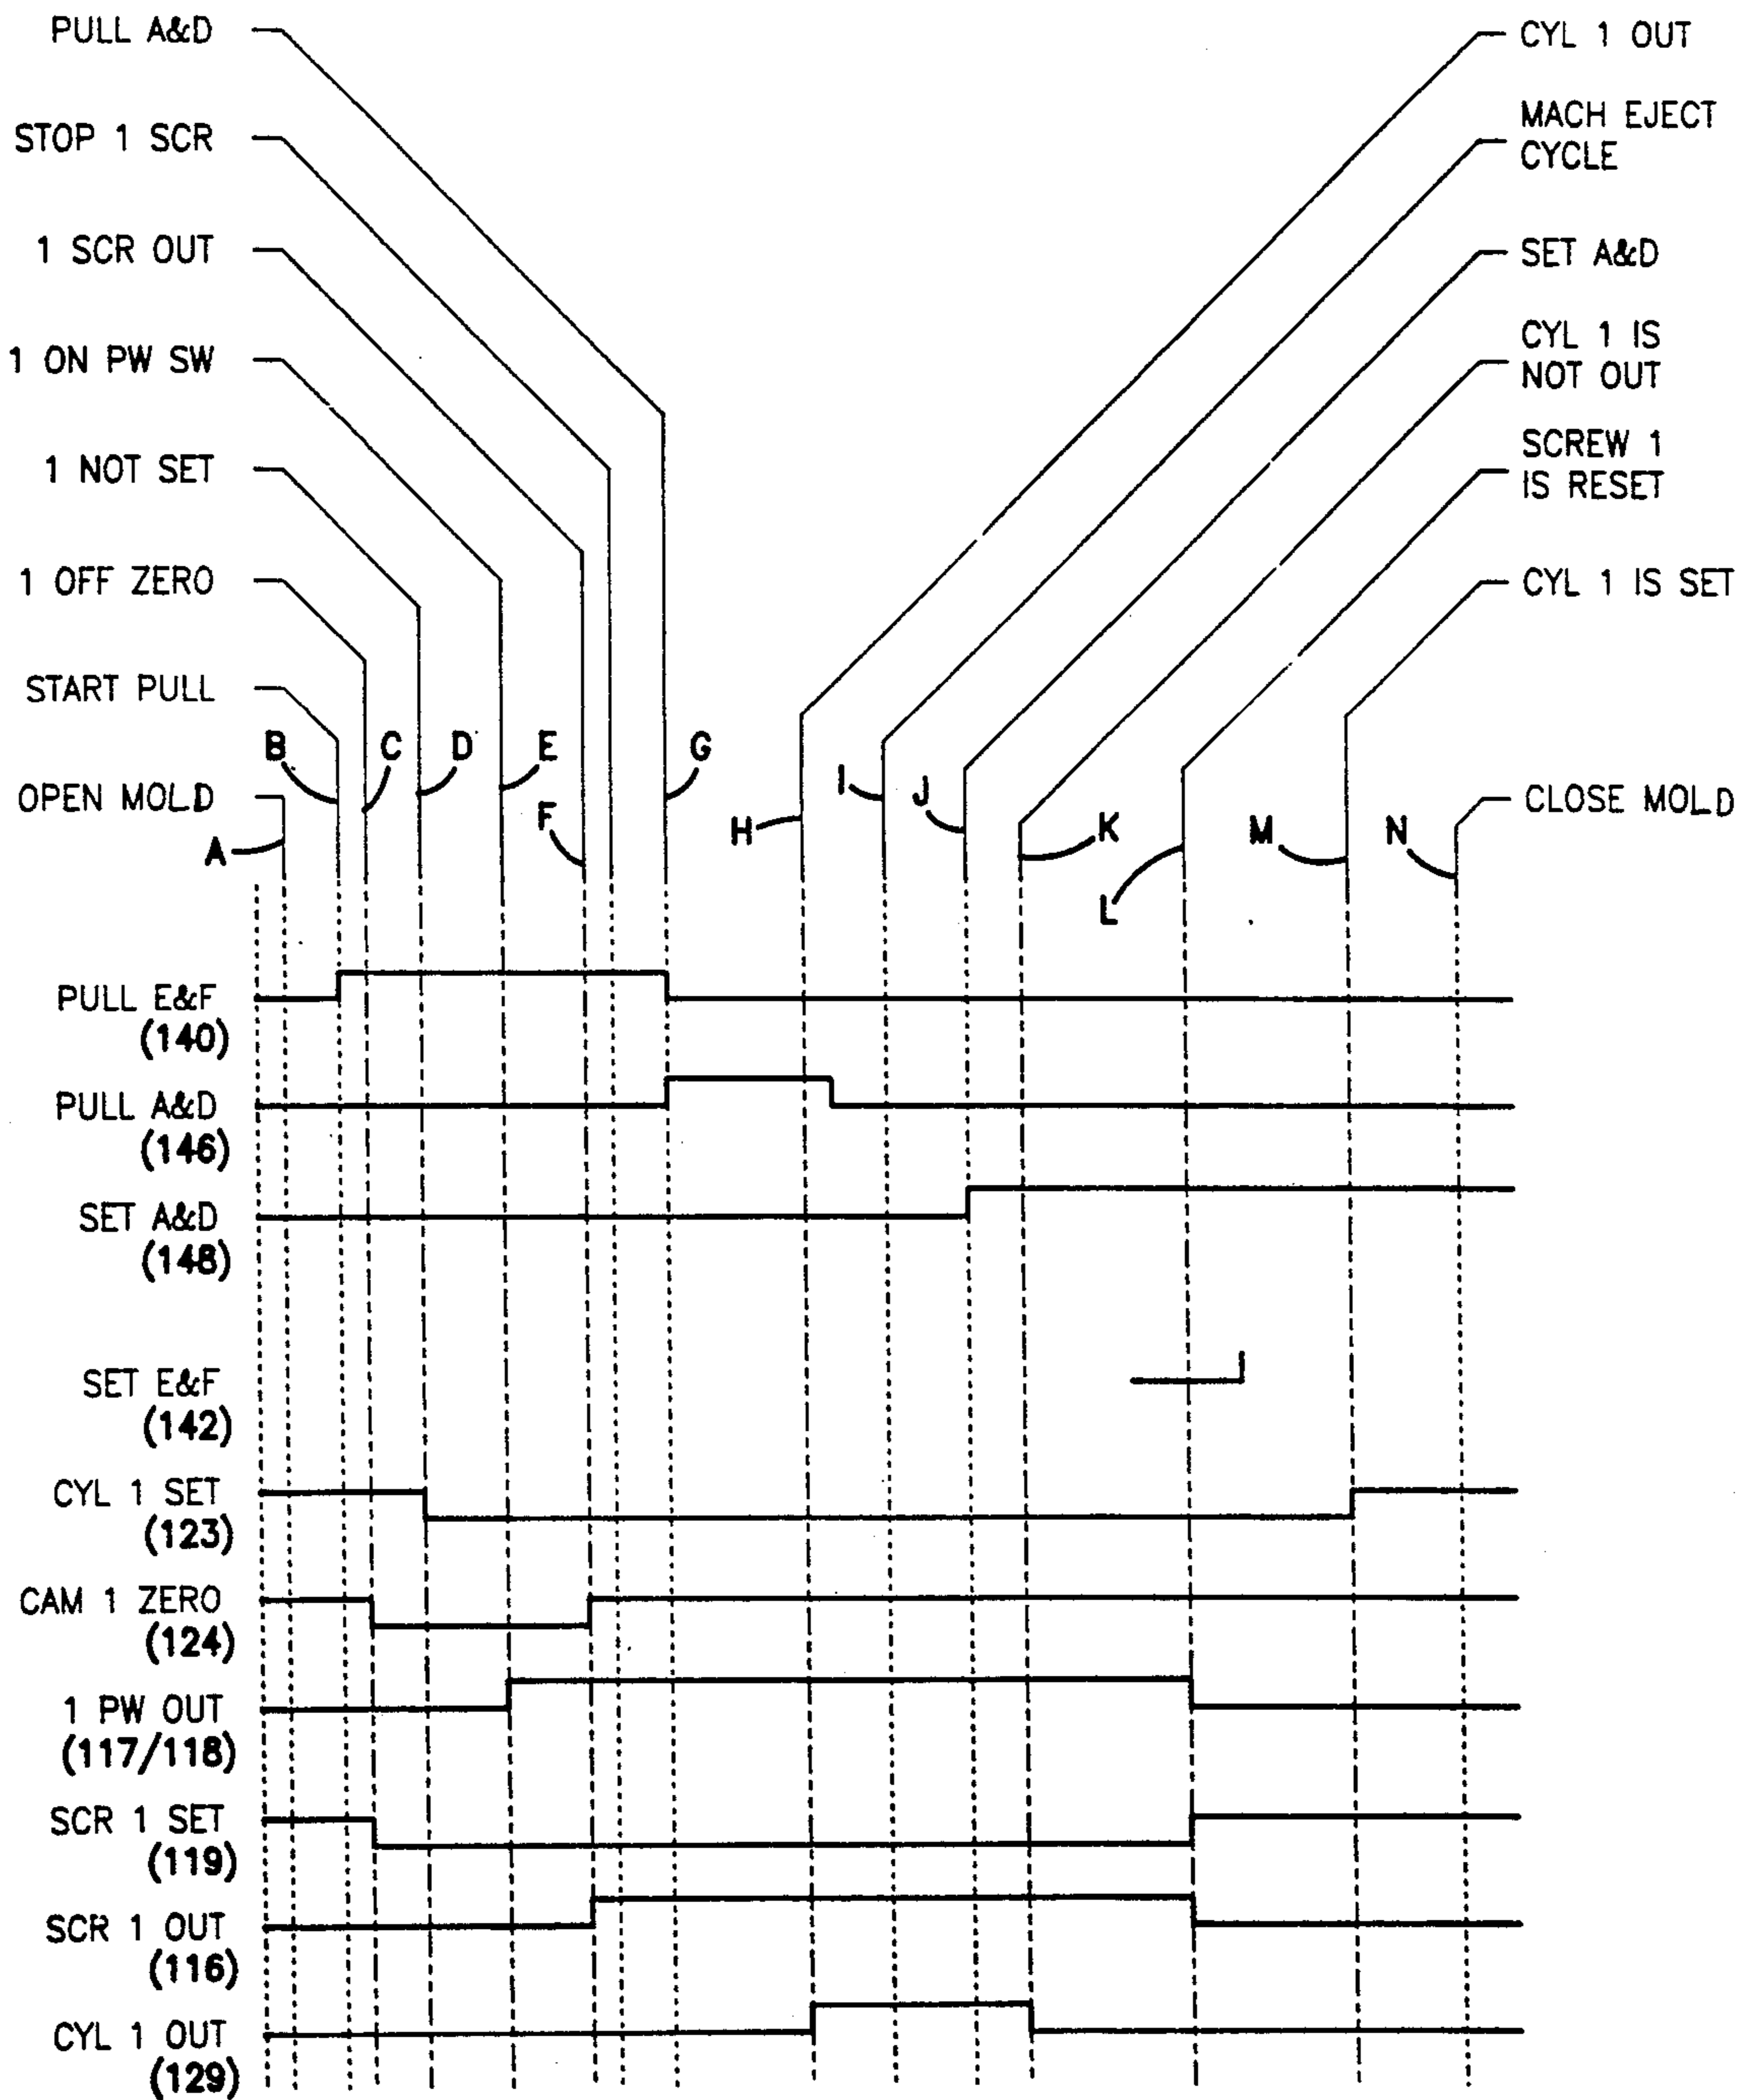 PULL A&D
STOP 1 SCR
1 SCR OUT
1 ON PW SW
1 NOT SET
1 OFF ZERO
START PULL
OPEN MOLD
CYL 1 OUT
MACH EJECT
CYCLE
SET A&D
CYL 1 IS
NOT OUT
SCREW 1
IS RESET
CYL 1 IS SET
CLOSE MOLD
A
B
C
D
E
F
G
H
I
J
K
L
M
N
PULL E&F
(140)
PULL A&D
(146)
SET A&D
(148)
SET E&F
(142)
CYL 1 SET
(123)
CAM 1 ZERO
(124)
1 PW OUT
(117/118)
SCR 1 SET
(119)
SCR 1 OUT
(116)
CYL 1 OUT
(129)